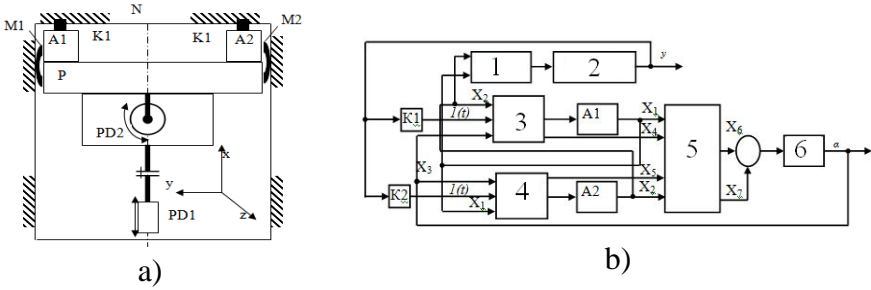 N
M1
M2
A1
K1
K1
A2
P
PD2
x
y
z
PD1
a)
y
1
2
X2
K1
1(t)
3
A1
X1
X4
X3
5
X6
6
α
X5
4
A2
X2
X7
K2
1(t)
X1
b)